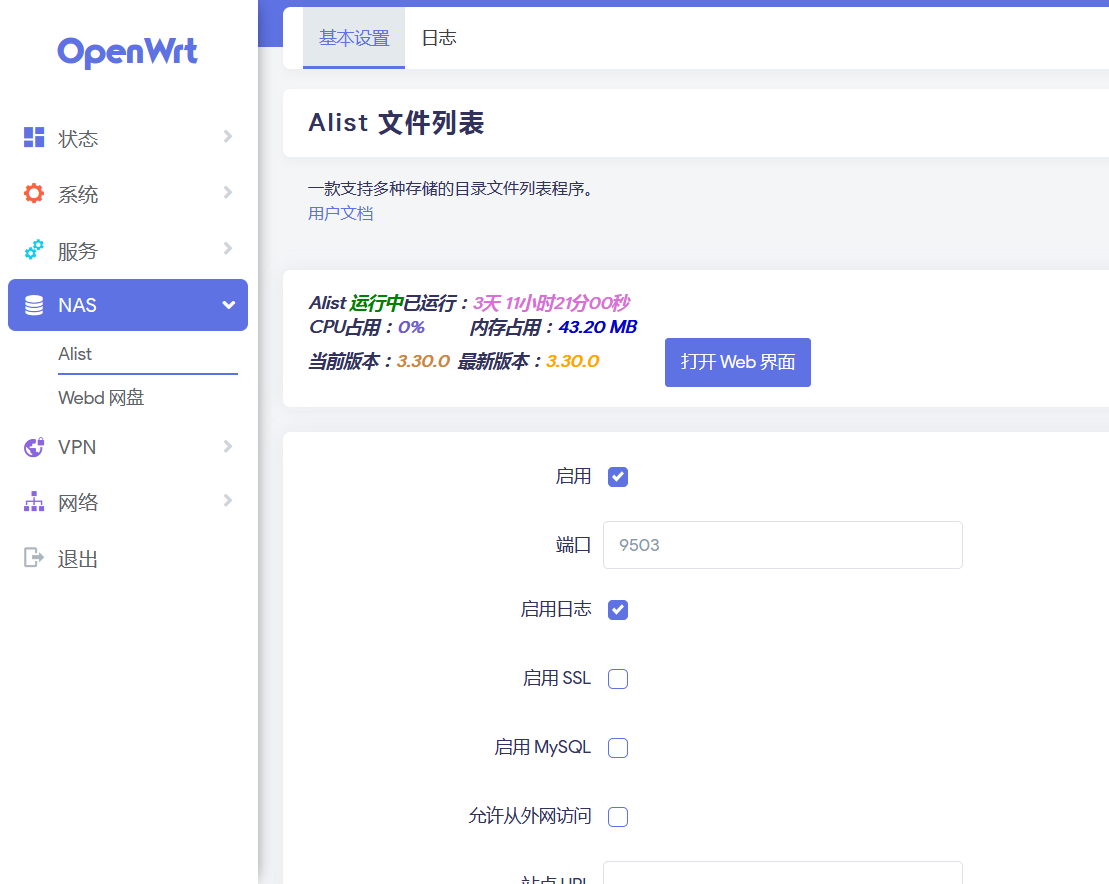 OpenWrt
状态
系统
服务
NAS
Alist
Webd 网盘
VPN
网络
退出
基本设置 日志
Alist 文件列表
一款支持多种存储的目录文件列表程序。
用户文档
Alist 运行中已运行：3天 11小时21分00秒
CPU占用：0% 内存占用：43.20 MB
当前版本：3.30.0 最新版本：3.30.0 打开 Web 界面
启用
端口 9503
启用日志
启用 SSL
启用 MySQL
允许从外网访问
站点 URL